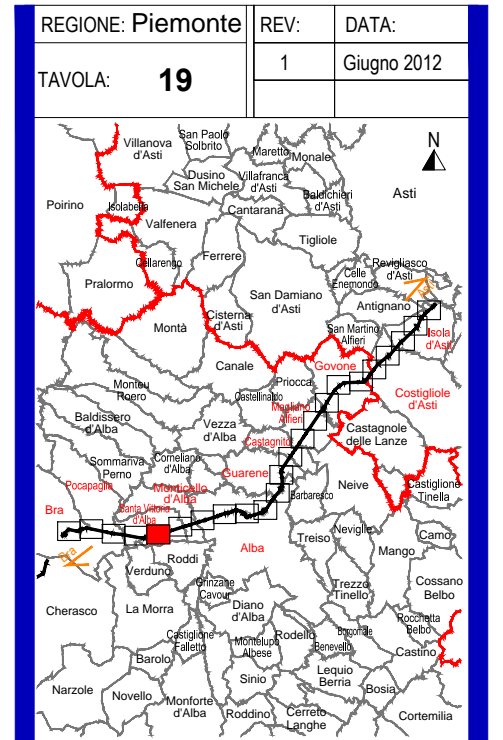 REGIONE: Piemonte
REV:
DATA:
TAVOLA: 19
1
Giugno 2012
N
Villanova
d'Asti
San Paolo
Solbrito
Maretto
Monale
Dusino
San Michele
Villafranca
d'Asti
Baldichieri
d'Asti
Asti
Poirino
Isolabella
Valfenera
Cantarana
Tigliole
Cellarengo
Ferrere
Revigliasco
d'Asti
Celle
Enemondo
Pralormo
Antignano
San Damiano
d'Asti
Cisterna
d'Asti
Montà
San Martino
Alfieri
Isola
d'Asti
Canale
Govone
Priocca
Monteu
Roero
Castellinaldo
Costigliole
d'Asti
Magliano
Alfieri
Baldissero
d'Alba
Vezza
d'Alba
Castagnito
Castagnole
delle Lanze
Sommariva
Perno
Corneliano
d'Alba
Guarene
Pocapaglia
Monticello
d'Alba
Neive
Castiglione
Tinella
Barbaresco
Bra
Santa Vittoria
d'Alba
Alba
Treiso
Neviglie
Camo
Bra
Roddi
Mango
Verduno
Grinzane
Cavour
Trezzo
Tinello
Cossano
Belbo
Cherasco
La Morra
Diano
d'Alba
Rocchetta
Belbo
Castiglione
Falletto
Montelupo
Albese
Rodello
Borgomale
Benevello
Castino
Barolo
Lequio
Berria
Sinio
Bosia
Narzole
Novello
Monforte
d'Alba
Roddino
Cerreto
Langhe
Cortemilia